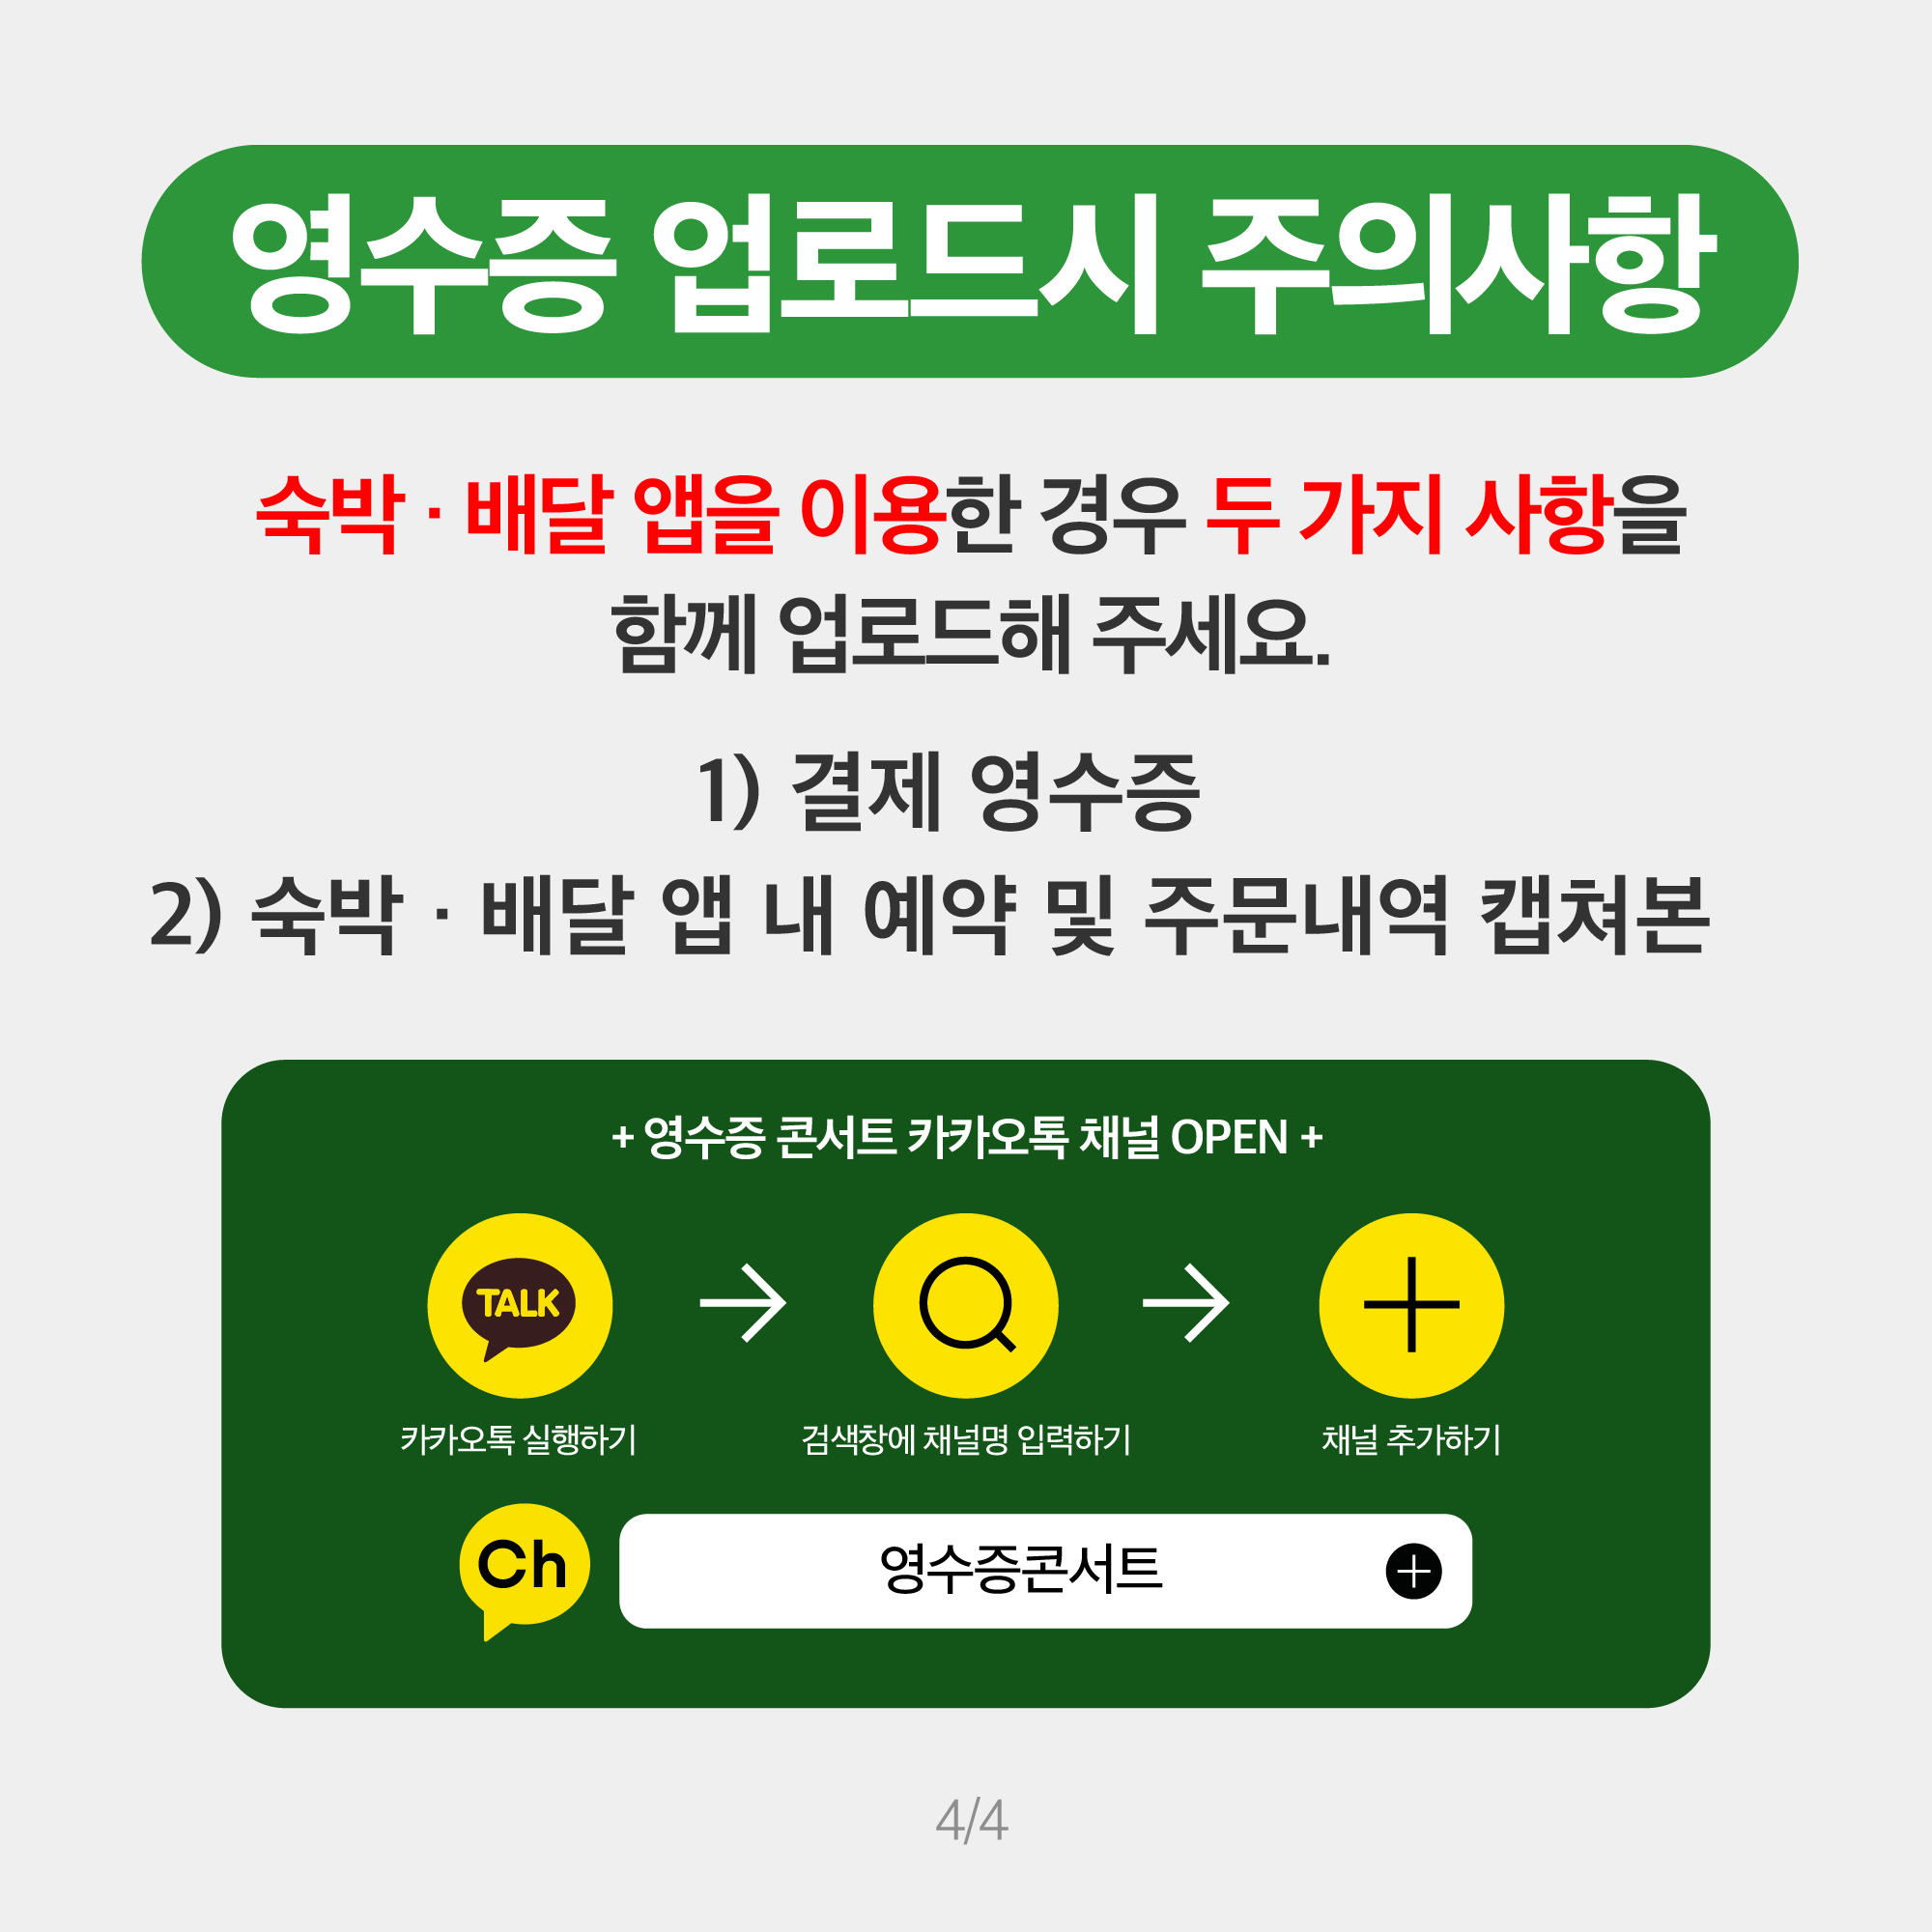 영수증 업로드시 주의사항
숙박 · 배달 앱을 이용한 경우 두 가지 사항을
함께 업로드해 주세요.
1) 결제 영수증
2) 숙박 · 배달 앱 내 예약 및 주문내역 캡쳐본
+ 영수증 콘서트 카카오톡 채널 OPEN +
TALK
카카오톡 실행하기
검색창에 채널명 입력하기
채널 추가하기
Ch
영수증콘서트
4/4